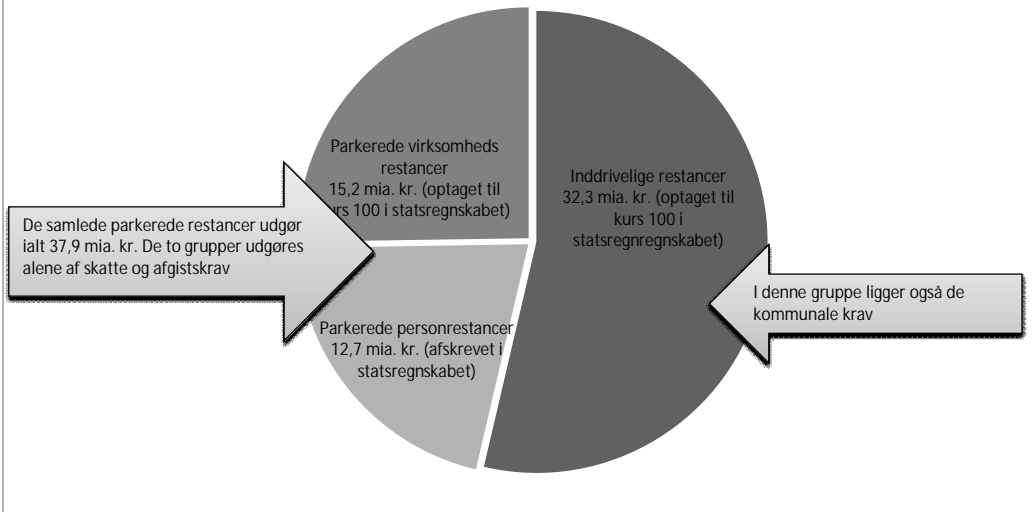 Parkerede virksomheds
restancer
15,2 mia. kr. (optaget til
urs 100 i statsregnskabet)
Inddrivelige restancer
32,3 mia. kr. (optaget til
kurs 100 i
statsregnregnskabet)
De samlede parkerede restancer udgør
ialt 37,9 mia. kr. De to grupper udgøres
alene af skatte og afgistskrav
I denne gruppe ligger også de
kommunale krav
Parkerede personrestancer
12,7 mia. kr. (afskrevet i
statsregnskabet)